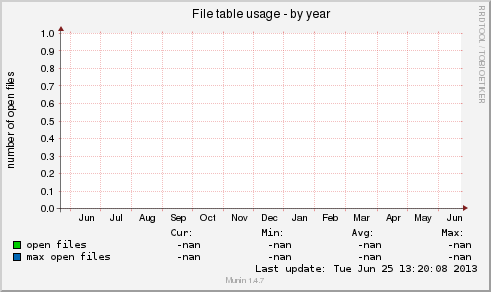 File table usage - by year
RRDTOOL / TOBI OETIKER
number of open files
1.0
0.9
0.8
0.7
0.6
0.5
0.4
0.3
0.2
0.1
0.0
Jun Jul Aug Sep Oct Nov Dec Jan Feb Mar Apr May Jun
Cur: Min: Avg: Max:
open files -nan -nan -nan -nan
max open files -nan -nan -nan -nan
Last update: Tue Jun 25 13:20:08 2013
Munin 1.4.7